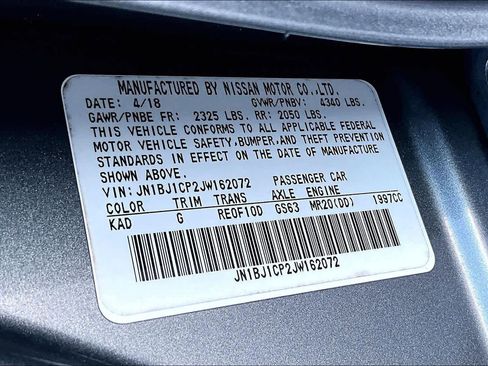 MANUFACTURED BY NISSAN MOTOR CO.,LTD.
DATE: 4/18 GVWR/PNBV: 4340 LBS.
GAWR/PNBE FR: 2325 LBS. RR: 2050 LBS.
THIS VEHICLE CONFORMS TO ALL APPLICABLE FEDERAL
MOTOR VEHICLE SAFETY,BUMPER,AND THEFT PREVENTION
STANDARDS IN EFFECT ON THE DATE OF MANUFACTURE
SHOWN ABOVE.
VIN: JN1BJ1CP2JW162072 PASSENGER CAR
COLOR TRIM TRANS AXLE ENGINE
KAD G RE0F10D GS63 MR20(DD) 1997CC
JN1BJ1CP2JW162072